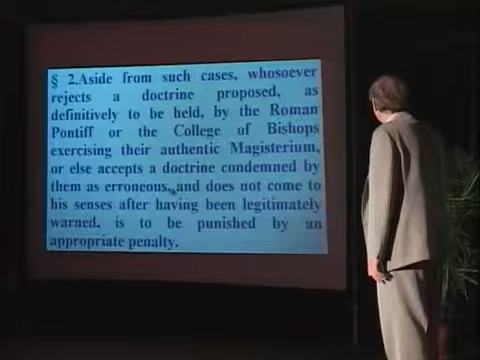 § 2.Aside from such cases, whosoever
rejects a doctrine proposed, as
definitively to be held, by the Roman
Pontiff or the College of Bishops
exercising their authentic Magisterium,
or else accepts a doctrine condemned by
them as erroneous, and does not come to
his senses after having been legitimately
warned, is to be punished by an
appropriate penalty.